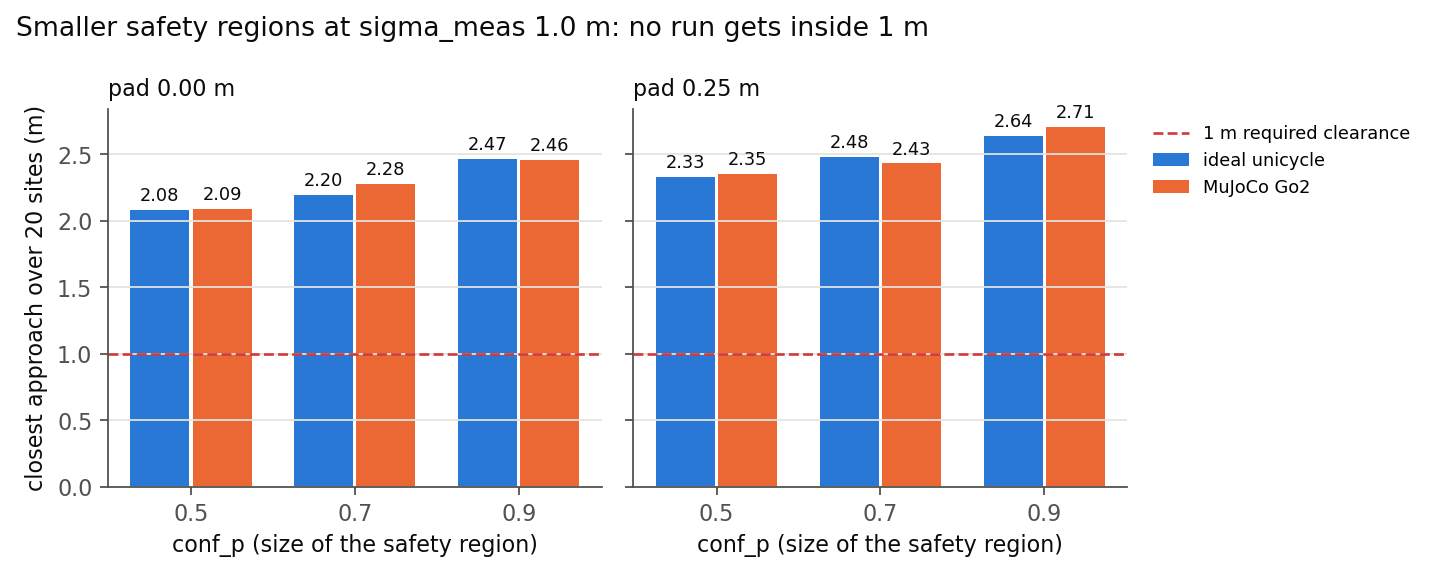 Smaller safety regions at sigma_meas 1.0 m: no run gets inside 1 m
pad 0.00 m
closest approach over 20 sites (m)
2.5
2.0
1.5
1.0
0.5
0.0
2.08
2.09
2.20
2.28
2.47
2.46
0.5
0.7
0.9
conf_p (size of the safety region)
pad 0.25 m
2.33
2.35
2.48
2.43
2.64
2.71
0.5
0.7
0.9
conf_p (size of the safety region)
1 m required clearance
ideal unicycle
MuJoCo Go2